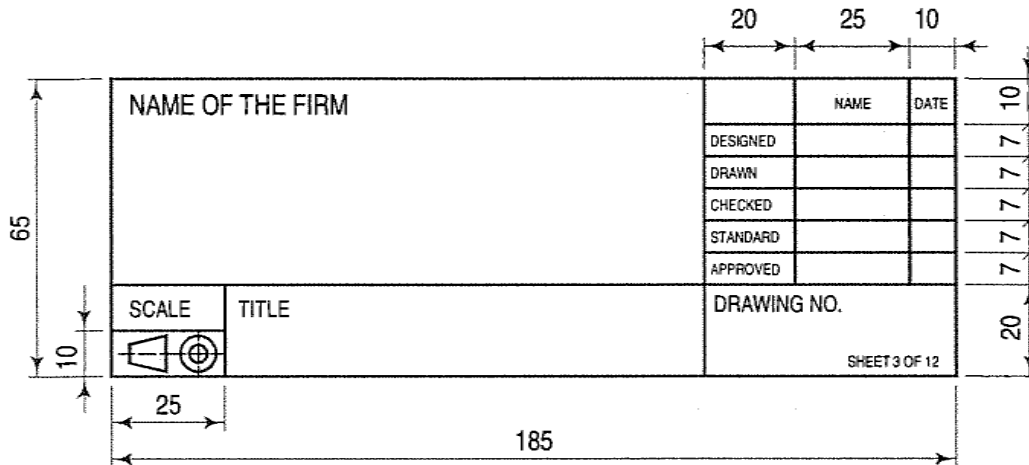 20 25 10
NAME OF THE FIRM
NAME DATE
10
DESIGNED
7
DRAWN
7
CHECKED
7
STANDARD
7
APPROVED
7
65
SCALE TITLE
DRAWING NO.
10
20
SHEET 3 OF 12
25
185